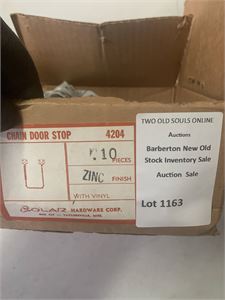 CHAIN DOOR STOP 4204
10 PIECES
ZINC FINISH
WITH VINYL
HARDWARE CORP.
TWO OLD SOULS ONLINE
Auctions
Barberton New Old
Stock Inventory Sale
Auction Sale
Lot 1163